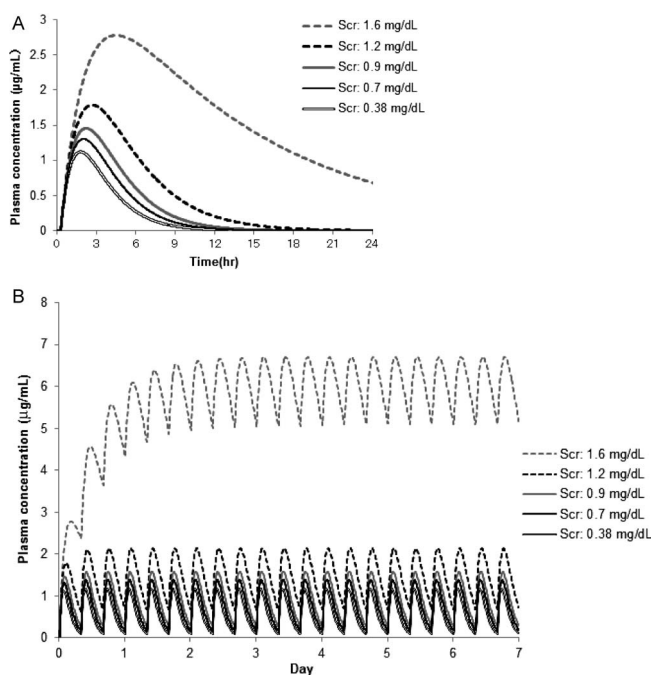 A
Plasma concentration (µg/mL)
3
2.5
2
1.5
1
0.5
0
0 3 6 9 12 15 18 21 24
Time(hr)
Scr: 1.6 mg/dL
Scr: 1.2 mg/dL
Scr: 0.9 mg/dL
Scr: 0.7 mg/dL
Scr: 0.38 mg/dL
B
Plasma concentration (µg/mL)
8
7
6
5
4
3
2
1
0
0 1 2 3 4 5 6 7
Day
Scr: 1.6 mg/dL
Scr: 1.2 mg/dL
Scr: 0.9 mg/dL
Scr: 0.7 mg/dL
Scr: 0.38 mg/dL